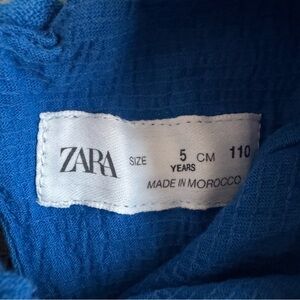 ZARA SIZE 5 CM 110
YEARS
MADE IN MOROCCO